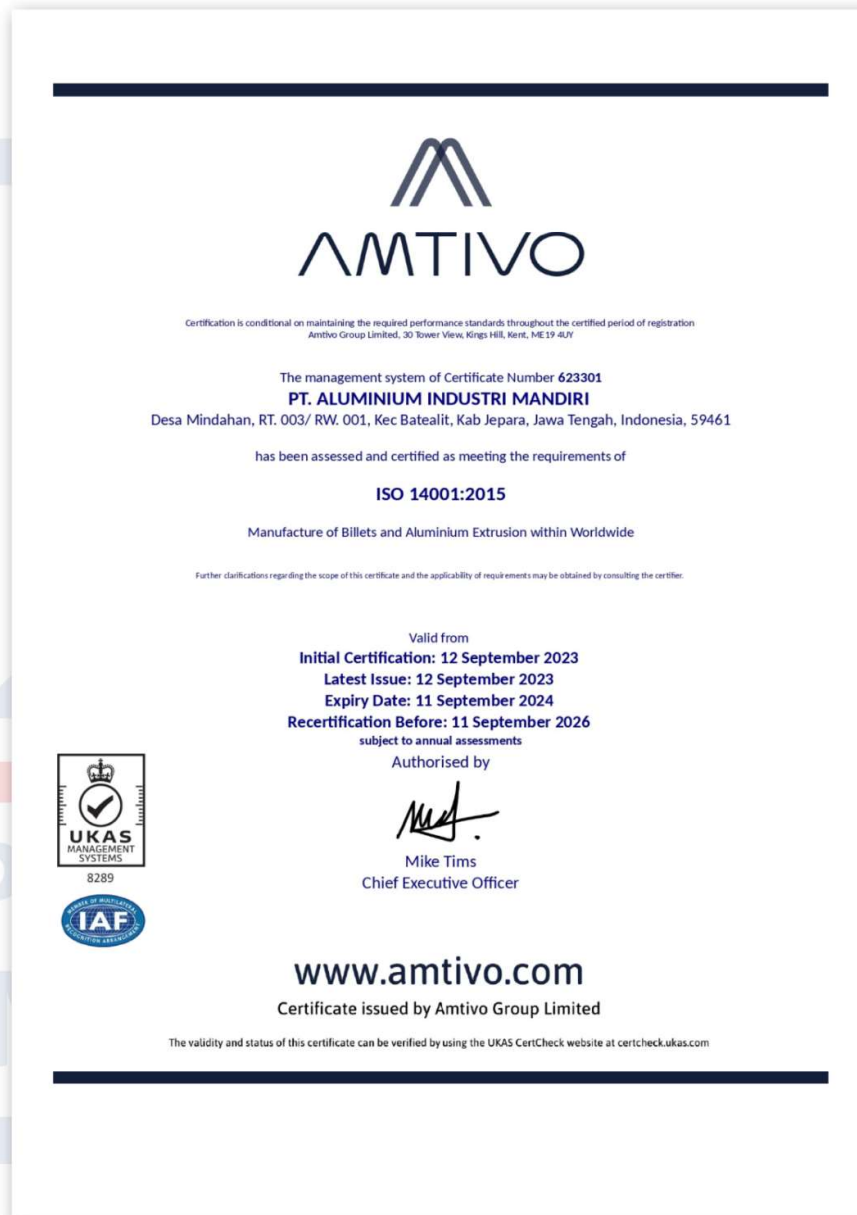 AMTIVO
Certification is conditional on maintaining the required performance standards throughout the certified period of registration
Amtivo Group Limited, 30 Tower View, Kings Hill, Kent, ME19 4UY
The management system of Certificate Number 623301
PT. ALUMINIUM INDUSTRI MANDIRI
Desa Mindahan, RT. 003/ RW. 001, Kec Batealit, Kab Jepara, Jawa Tengah, Indonesia, 59461
has been assessed and certified as meeting the requirements of
ISO 14001:2015
Manufacture of Billets and Aluminium Extrusion within Worldwide
Further clarifications regarding the scope of this certificate and the applicability of requirements may be obtained by consulting the certifier.
Valid from
Initial Certification: 12 September 2023
Latest Issue: 12 September 2023
Expiry Date: 11 September 2024
Recertification Before: 11 September 2026
subject to annual assessments
Authorised by
Mike Tims
Chief Executive Officer
UKAS
MANAGEMENT
SYSTEMS
8289
MEMBER OF MULTILATERAL
IAF
RECOGNITION ARRANGEMENT
www.amtivo.com
Certificate issued by Amtivo Group Limited
The validity and status of this certificate can be verified by using the UKAS CertCheck website at certcheck.ukas.com